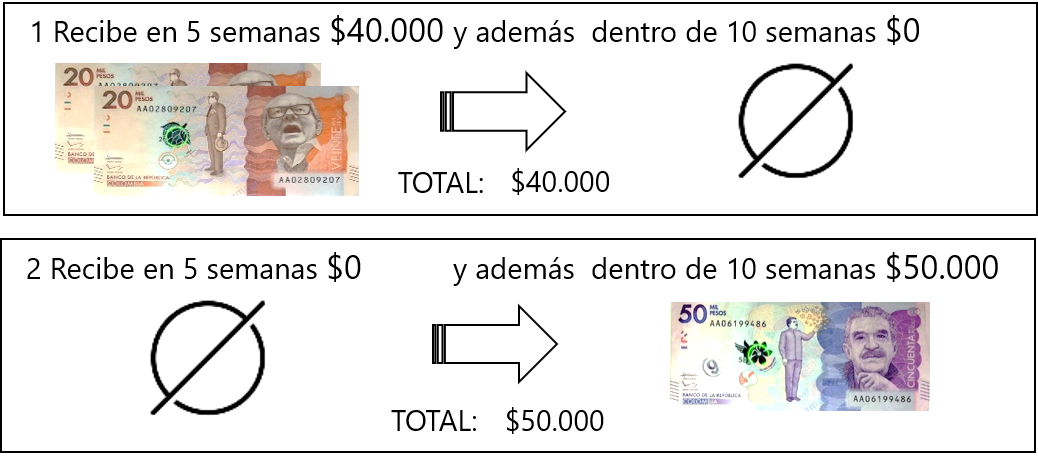 1 Recibe en 5 semanas $40.000 y además dentro de 10 semanas $0
20 MIL PESOS
20 MIL PESOS
AA02809207
VEINTE
BANCO DE
COLOMBIA
BANCO DE LA REPÚBLICA
COLOMBIA
AA02809207
TOTAL: $40.000
2 Recibe en 5 semanas $0 y además dentro de 10 semanas $50.000
50 MIL PESOS
AA06199486
CINCUENTA
BANCO DE LA REPÚBLICA
COLOMBIA
AA06199486
TOTAL: $50.000